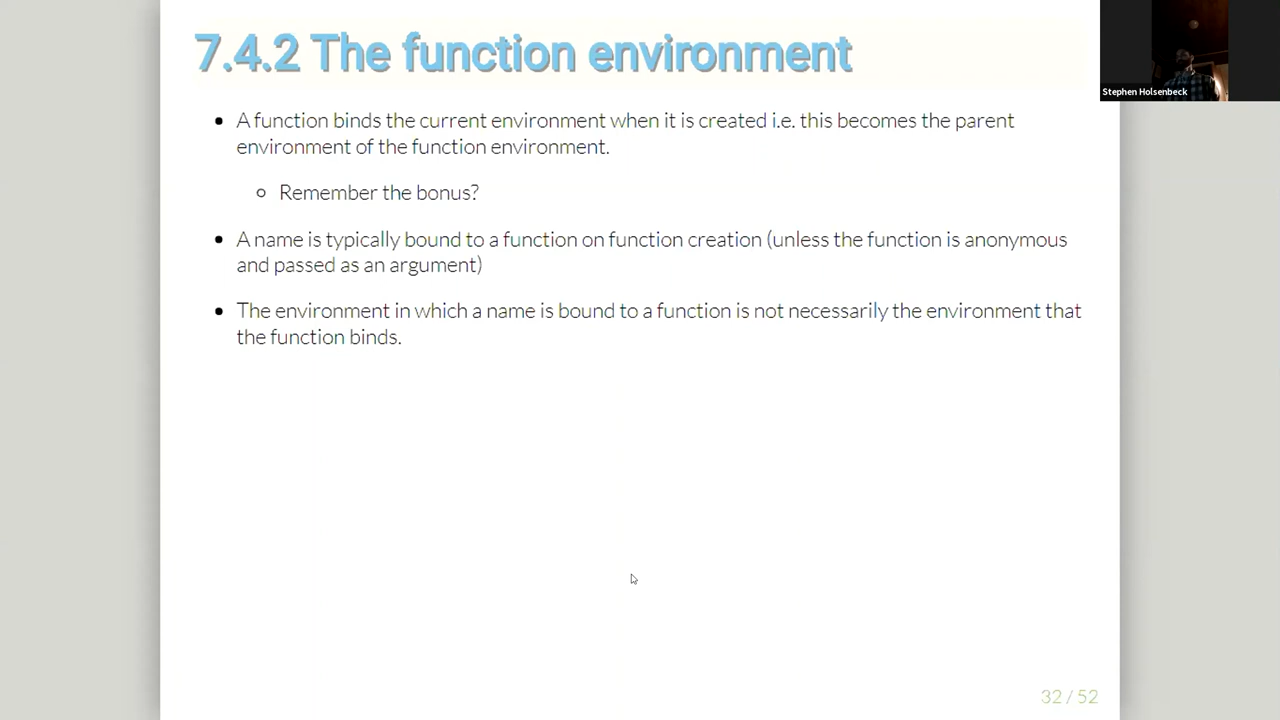 7.4.2 The function environment
Stephen Holsenbeck
A function binds the current environment when it is created i.e. this becomes the parent
environment of the function environment.
Remember the bonus?
A name is typically bound to a function on function creation (unless the function is anonymous
and passed as an argument)
The environment in which a name is bound to a function is not necessarily the environment that
the function binds.
32 / 52